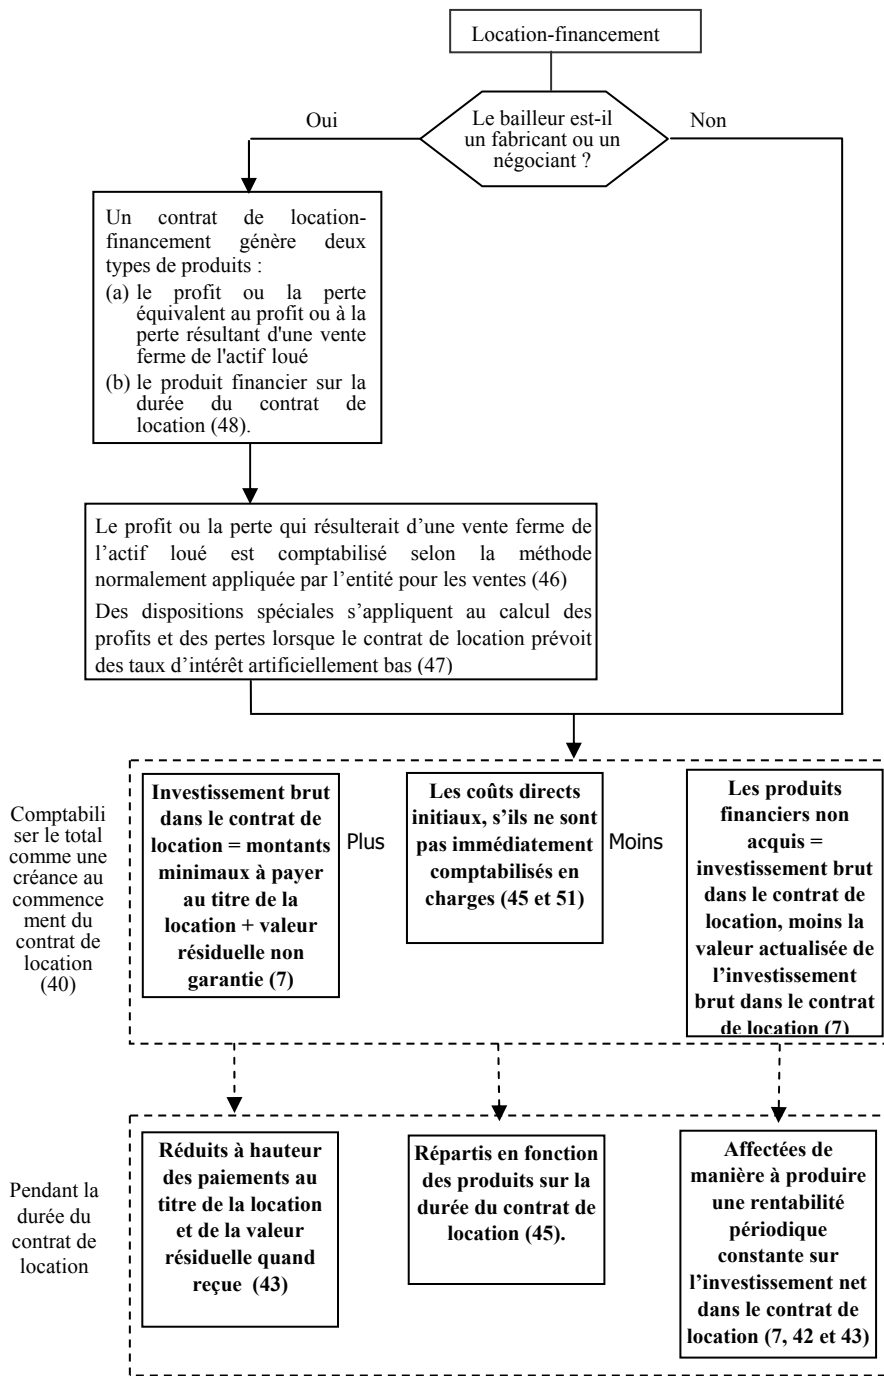 Location-financement
Le bailleur est-il
un fabricant ou un
négociant ?
Oui
Non
Un contrat de location-
financement génère deux
types de produits :
(a) le profit ou la perte
équivalent au profit ou à la
perte résultant d'une vente
ferme de l'actif loué
(b) le produit financier sur la
durée du contrat de
location (48).
Le profit ou la perte qui résulterait d’une vente ferme de
l’actif loué est comptabilisé selon la méthode
normalement appliquée par l’entité pour les ventes (46)
Des dispositions spéciales s’appliquent au calcul des
profits et des pertes lorsque le contrat de location prévoit
des taux d’intérêt artificiellement bas (47)
Comptabili
ser le total
comme une
créance au
commence
ment du
contrat de
location
(40)
Investissement brut
dans le contrat de
location = montants
minimaux à payer
au titre de la
location + valeur
résiduelle non
garantie (7)
Plus
Les coûts directs
initiaux, s’ils ne sont
pas immédiatement
comptabilisés en
charges (45 et 51)
Moins
Les produits
financiers non
acquis =
investissement brut
dans le contrat de
location, moins la
valeur actualisée de
l’investissement
brut dans le contrat
de location (7)
Pendant la
durée du
contrat de
location
Réduits à hauteur
des paiements au
titre de la location
et de la valeur
résiduelle quand
reçue (43)
Répartis en fonction
des produits sur la
durée du contrat de
location (45).
Affectées de
manière à produire
une rentabilité
périodique
constante sur
l’investissement net
dans le contrat de
location (7, 42 et 43)